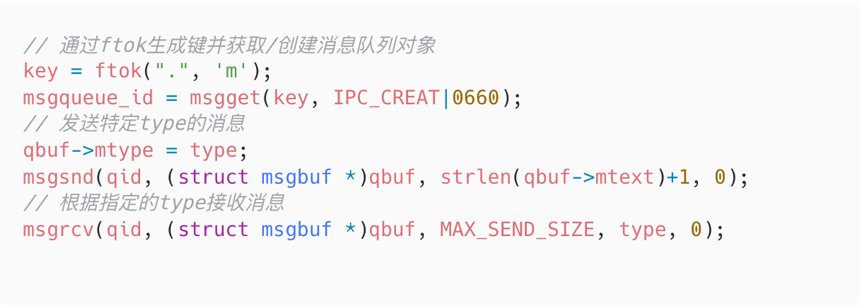 // 通过ftok生成键并获取/创建消息队列对象
key = ftok(".", 'm');
msgqueue_id = msgget(key, IPC_CREAT|0660);
// 发送特定type的消息
qbuf->mtype = type;
msgsnd(qid, (struct msgbuf *)qbuf, strlen(qbuf->mtext)+1, 0);
// 根据指定的type接收消息
msgrcv(qid, (struct msgbuf *)qbuf, MAX_SEND_SIZE, type, 0);